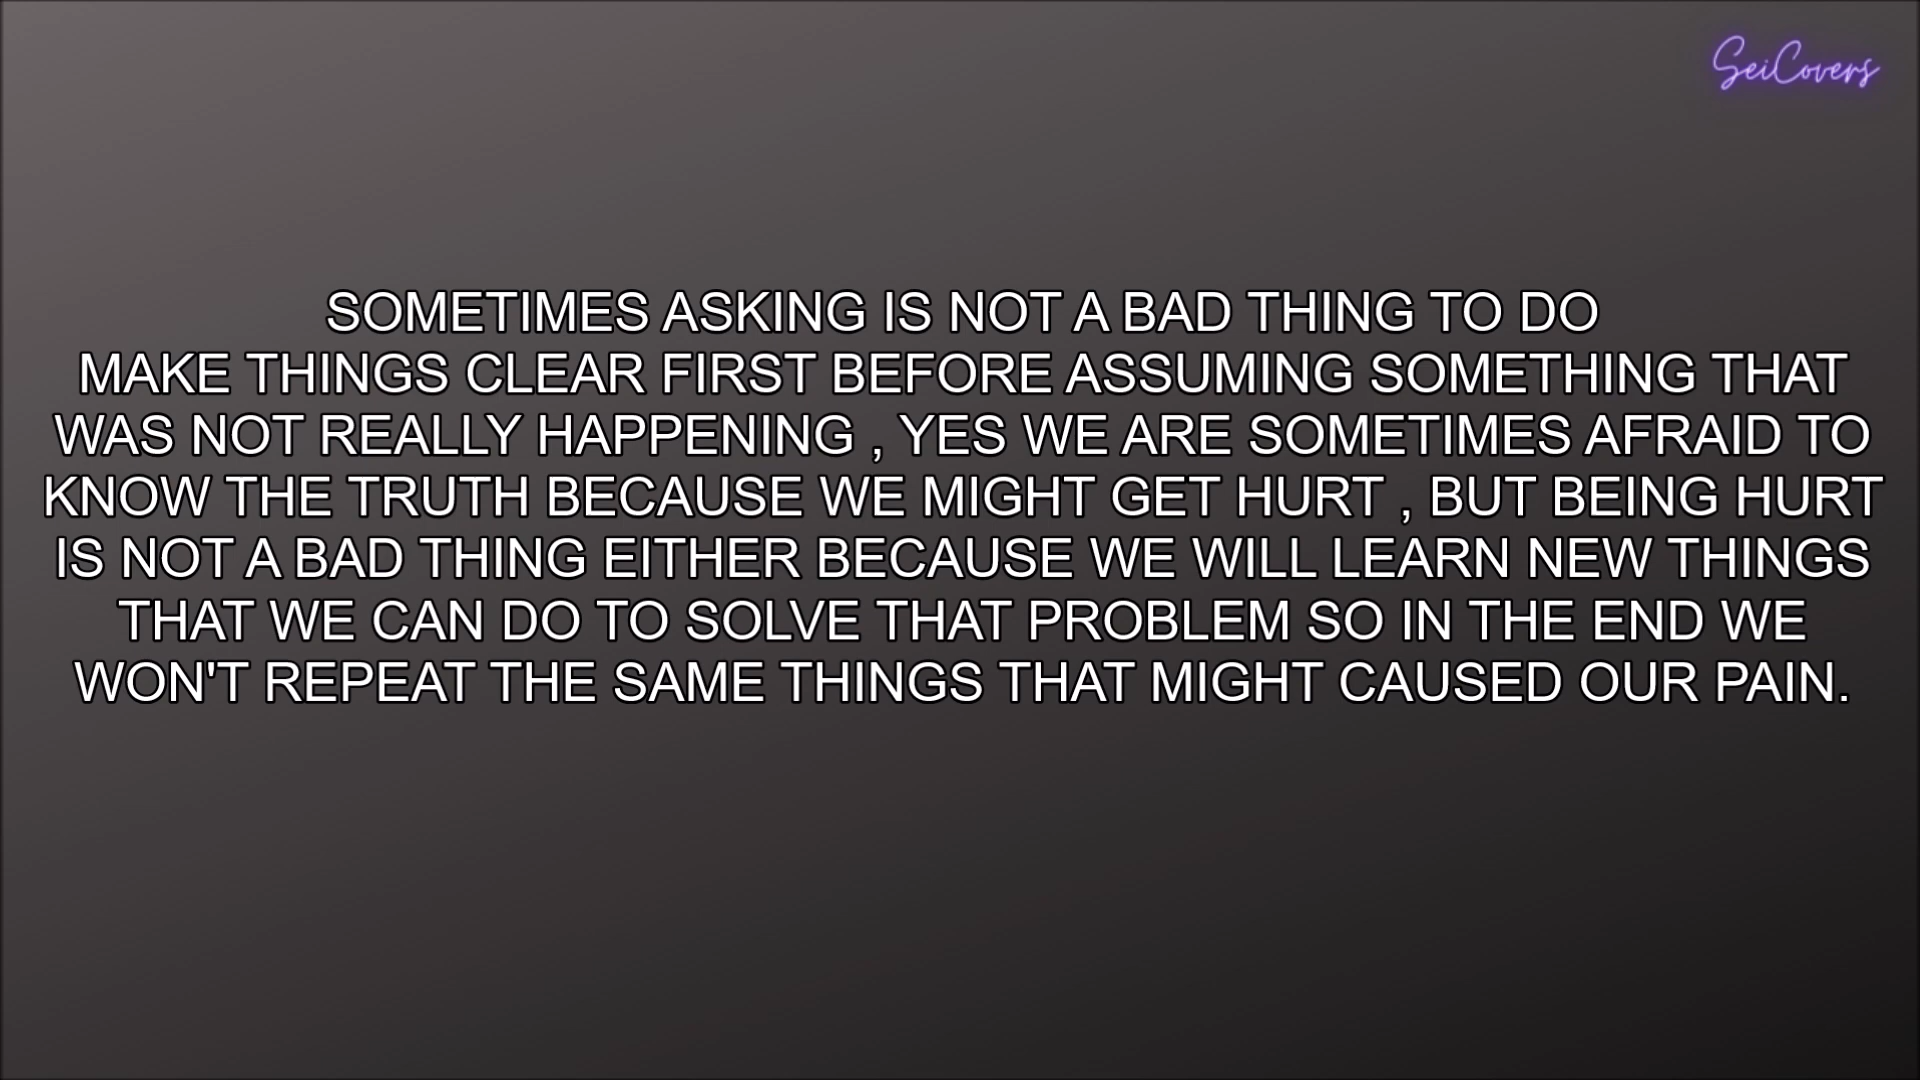 SeiCovers
SOMETIMES ASKING IS NOT A BAD THING TO DO
MAKE THINGS CLEAR FIRST BEFORE ASSUMING SOMETHING THAT
WAS NOT REALLY HAPPENING , YES WE ARE SOMETIMES AFRAID TO
KNOW THE TRUTH BECAUSE WE MIGHT GET HURT , BUT BEING HURT
IS NOT A BAD THING EITHER BECAUSE WE WILL LEARN NEW THINGS
THAT WE CAN DO TO SOLVE THAT PROBLEM SO IN THE END WE
WON'T REPEAT THE SAME THINGS THAT MIGHT CAUSED OUR PAIN.